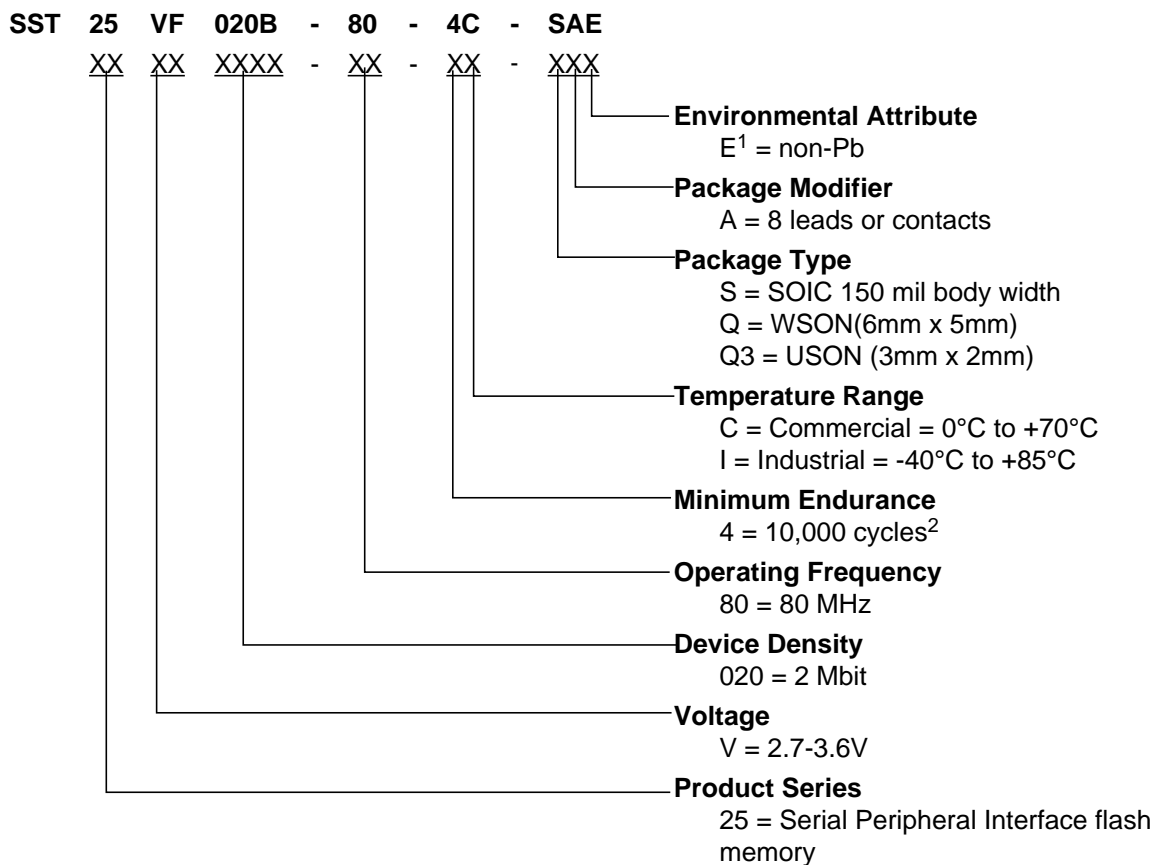 SST 25 VF 020B - 80 - 4C - SAE
XX XX XXXX - XX - XX - XXX
Environmental Attribute
E1 = non-Pb
Package Modifier
A = 8 leads or contacts
Package Type
S = SOIC 150 mil body width
Q = WSON(6mm x 5mm)
Q3 = USON (3mm x 2mm)
Temperature Range
C = Commercial = 0°C to +70°C
I = Industrial = -40°C to +85°C
Minimum Endurance
4 = 10,000 cycles2
Operating Frequency
80 = 80 MHz
Device Density
020 = 2 Mbit
Voltage
V = 2.7-3.6V
Product Series
25 = Serial Peripheral Interface flash
memory